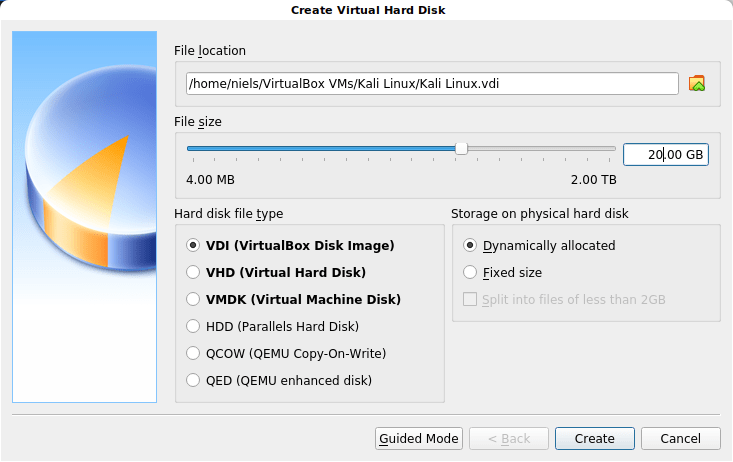 Create Virtual Hard Disk
File location
/home/niels/VirtualBox VMs/Kali Linux/Kali Linux.vdi
File size
20.00 GB
4.00 MB 2.00 TB
Hard disk file type
VDI (VirtualBox Disk Image)
VHD (Virtual Hard Disk)
VMDK (Virtual Machine Disk)
HDD (Parallels Hard Disk)
QCOW (QEMU Copy-On-Write)
QED (QEMU enhanced disk)
Storage on physical hard disk
Dynamically allocated
Fixed size
Split into files of less than 2GB
Guided Mode < Back Create Cancel